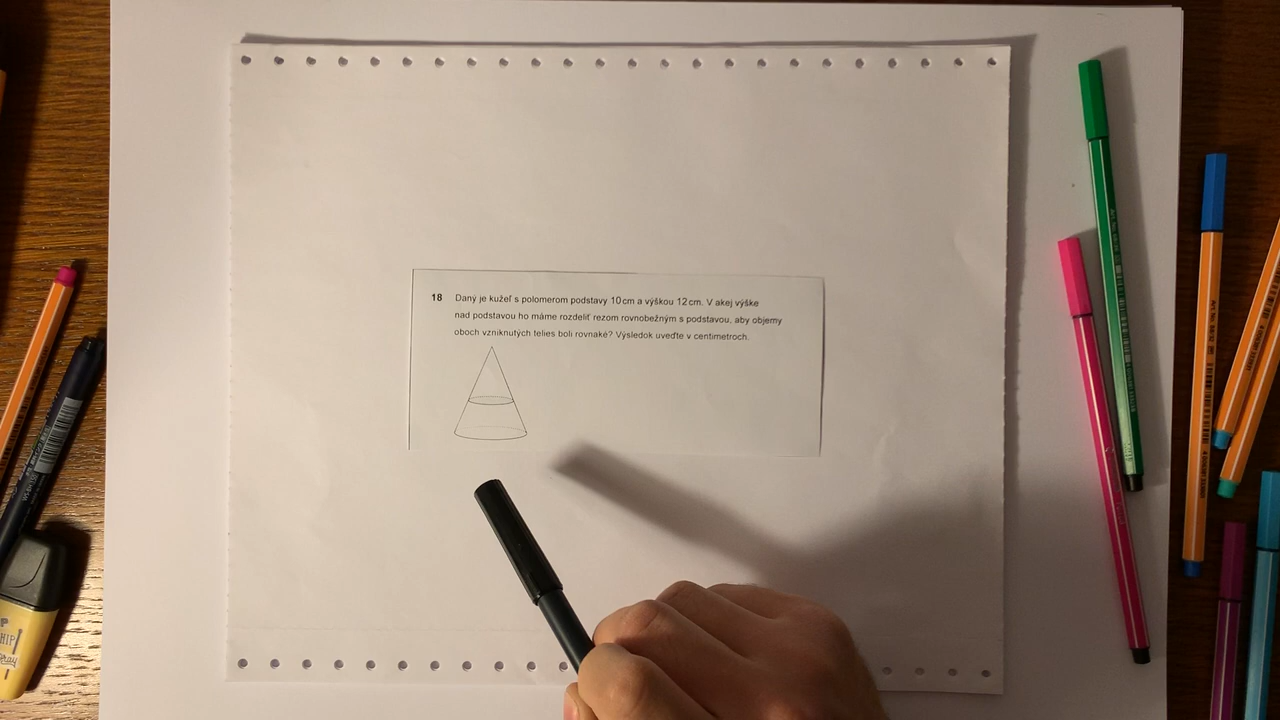 18 Daný je kužeľ s polomerom podstavy 10 cm a výškou 12 cm. V akej výške
nad podstavou ho máme rozdeliť rezom rovnobežným s podstavou, aby objemy
oboch vzniknutých telies boli rovnaké? Výsledok uveďte v centimetroch.